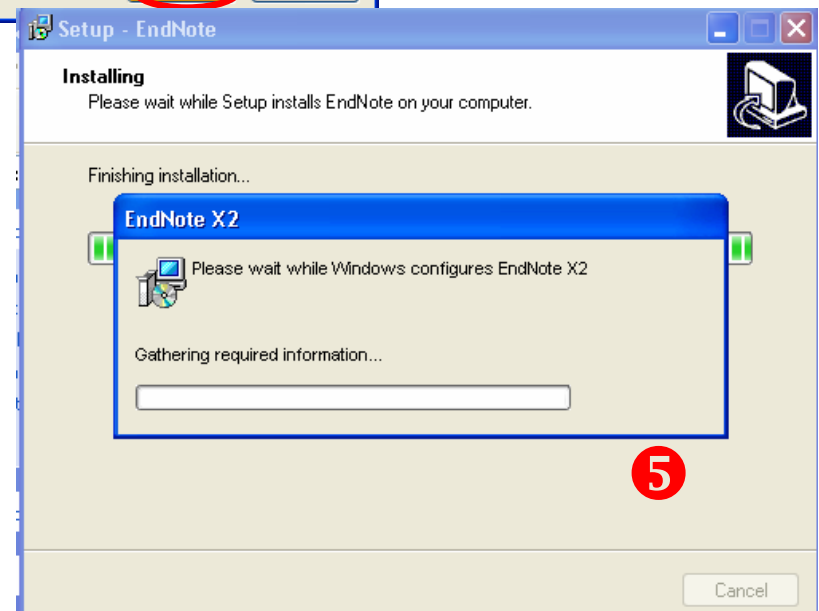 Setup - EndNote
Installing
Please wait while Setup installs EndNote on your computer.
Finishing installation...
EndNote X2
Please wait while Windows configures EndNote X2
Gathering required information...
5
Cancel